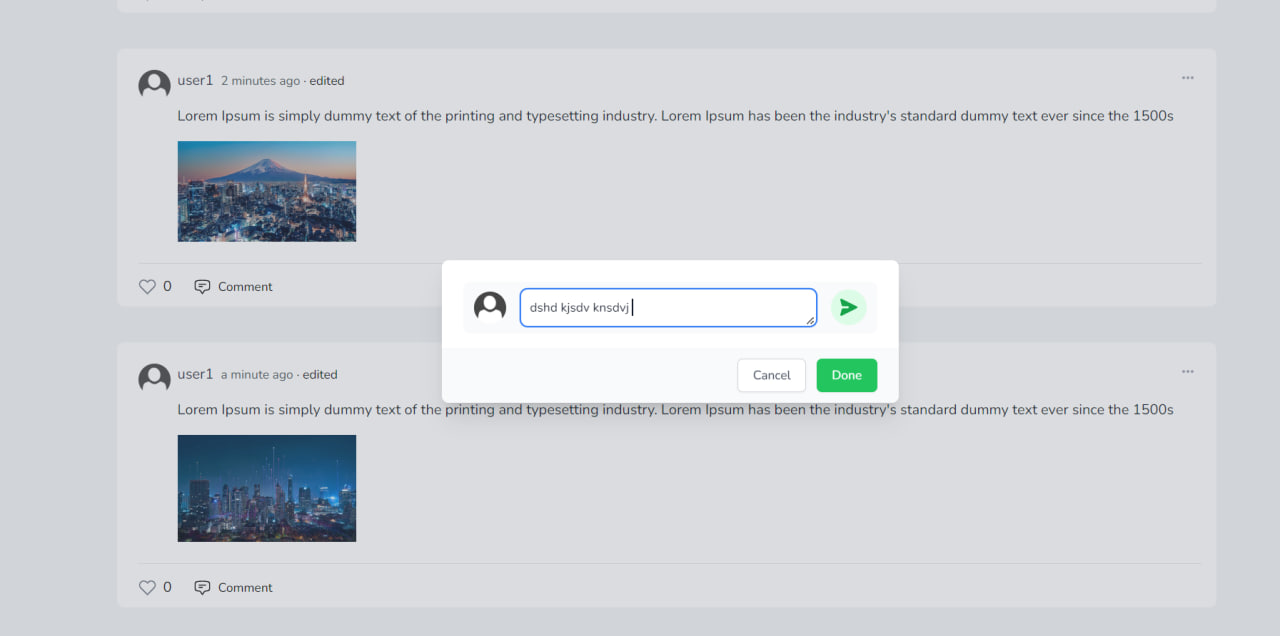 user1 2 minutes ago · edited
Lorem Ipsum is simply dummy text of the printing and typesetting industry. Lorem Ipsum has been the industry's standard dummy text ever since the 1500s
0 Comment
dshd kjsdv knsdvj
Cancel Done
user1 a minute ago · edited
Lorem Ipsum is simply dummy text of the printing and typesetting industry. Lorem Ipsum has been the industry's standard dummy text ever since the 1500s
0 Comment